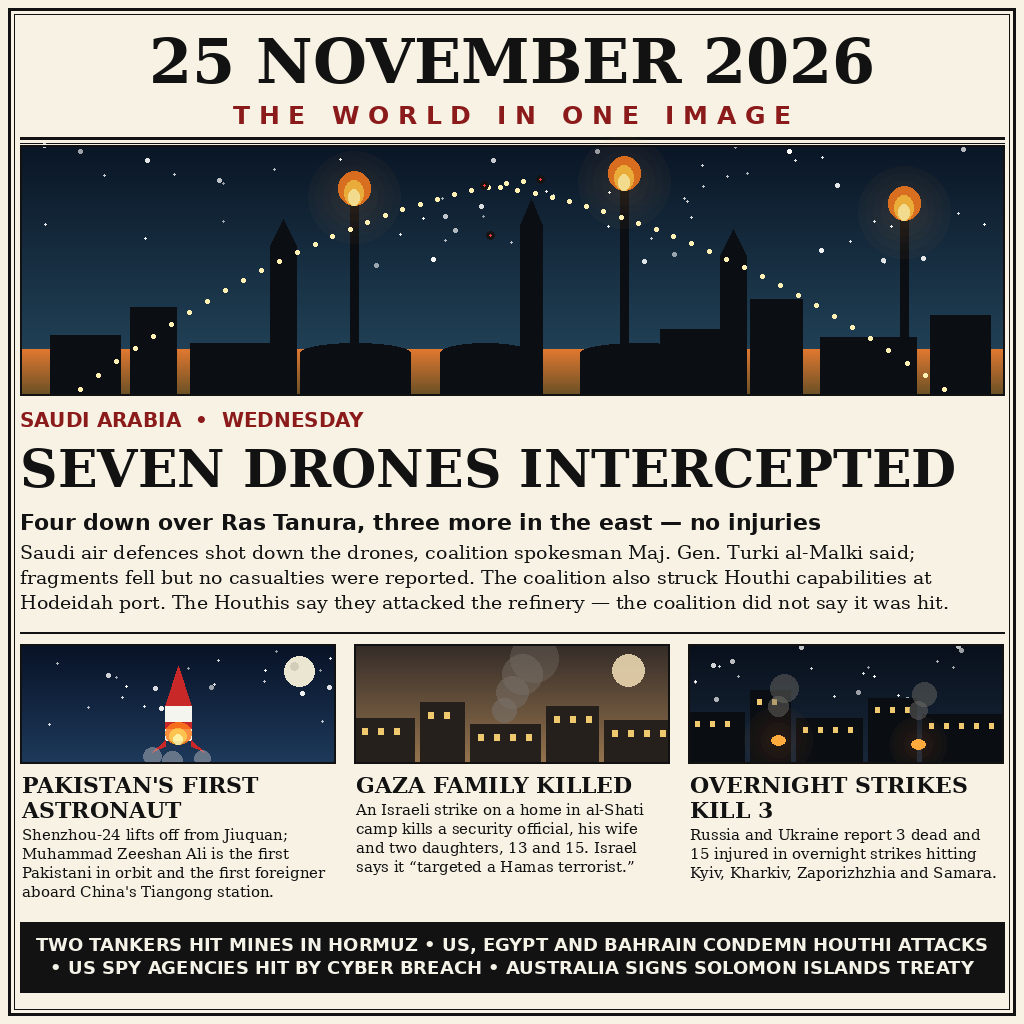 25 NOVEMBER 2026
THE WORLD IN ONE IMAGE
SAUDI ARABIA • WEDNESDAY
SEVEN DRONES INTERCEPTED
Four down over Ras Tanura, three more in the east — no injuries
Saudi air defences shot down the drones, coalition spokesman Maj. Gen. Turki al-Malki said;
fragments fell but no casualties were reported. The coalition also struck Houthi capabilities at
Hodeidah port. The Houthis say they attacked the refinery — the coalition did not say it was hit.
PAKISTAN'S FIRST
ASTRONAUT
Shenzhou-24 lifts off from Jiuquan;
Muhammad Zeeshan Ali is the first
Pakistani in orbit and the first foreigner
aboard China's Tiangong station.
GAZA FAMILY KILLED
An Israeli strike on a home in al-Shati
camp kills a security official, his wife
and two daughters, 13 and 15. Israel
says it “targeted a Hamas terrorist.”
OVERNIGHT STRIKES
KILL 3
Russia and Ukraine report 3 dead and
15 injured in overnight strikes hitting
Kyiv, Kharkiv, Zaporizhzhia and Samara.
TWO TANKERS HIT MINES IN HORMUZ • US, EGYPT AND BAHRAIN CONDEMN HOUTHI ATTACKS
• US SPY AGENCIES HIT BY CYBER BREACH • AUSTRALIA SIGNS SOLOMON ISLANDS TREATY